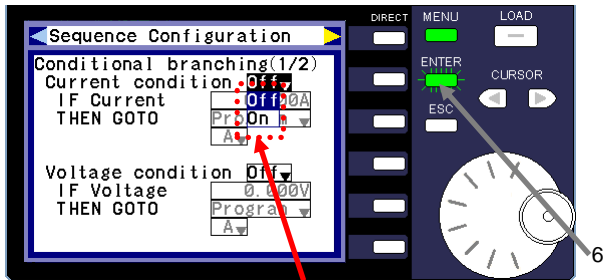 DIRECT
MENU
LOAD
Sequence Configuration
Conditional branching(1/2)
ENTER
Current condition Off
CURSOR
IF Current Off 0A
THEN GOTO On
ESC
A
Voltage condition Off
IF Voltage 0.000V
THEN GOTO Program
A
6